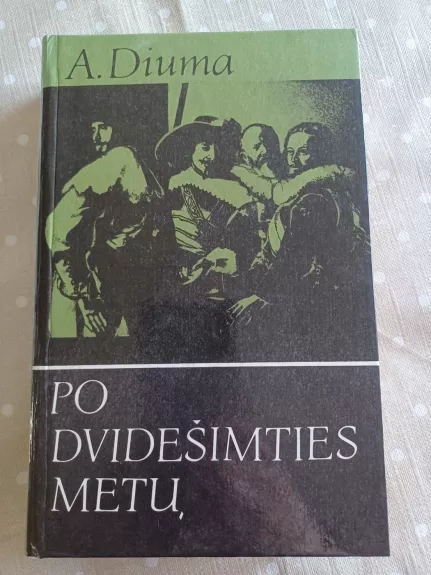 A. Diuma
PO
DVIDEŠIMTIES
METŲ